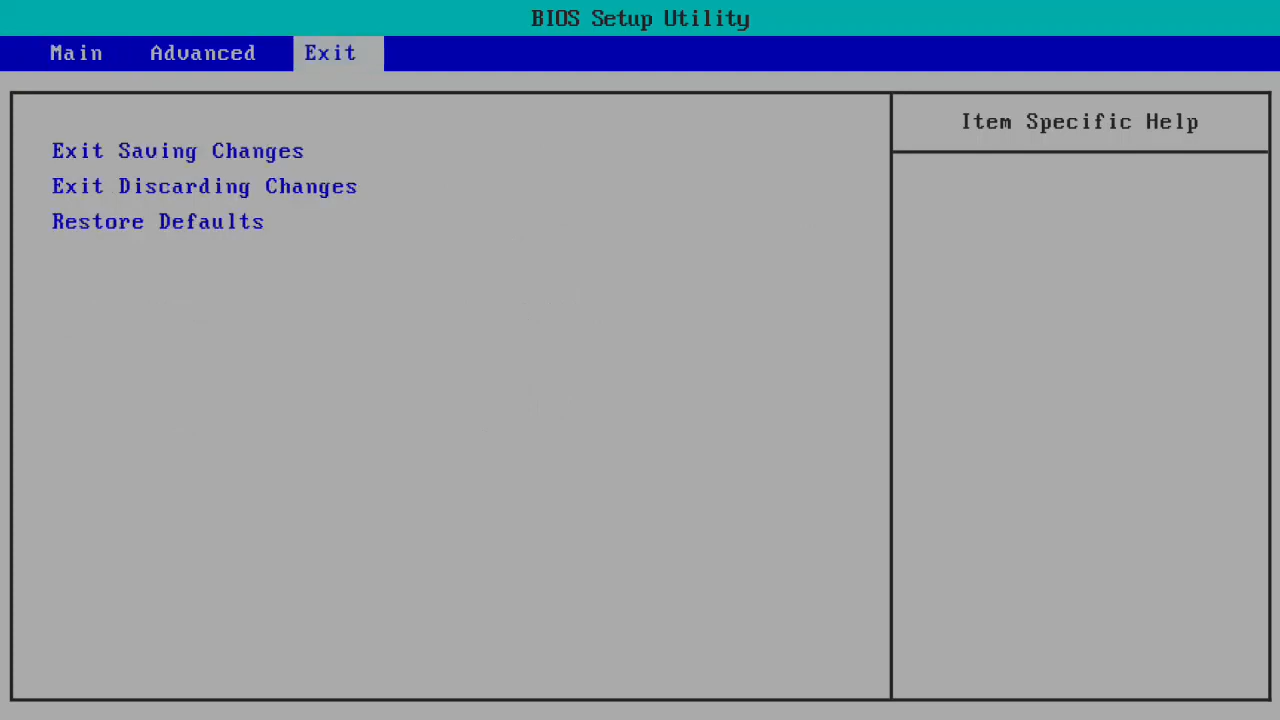 BIOS Setup Utility
Main Advanced Exit
Item Specific Help
Exit Saving Changes
Exit Discarding Changes
Restore Defaults